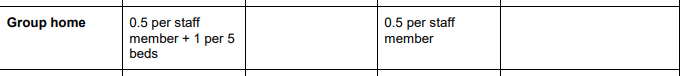 Group home
0.5 per staff
member + 1 per 5
beds
0.5 per staff
member